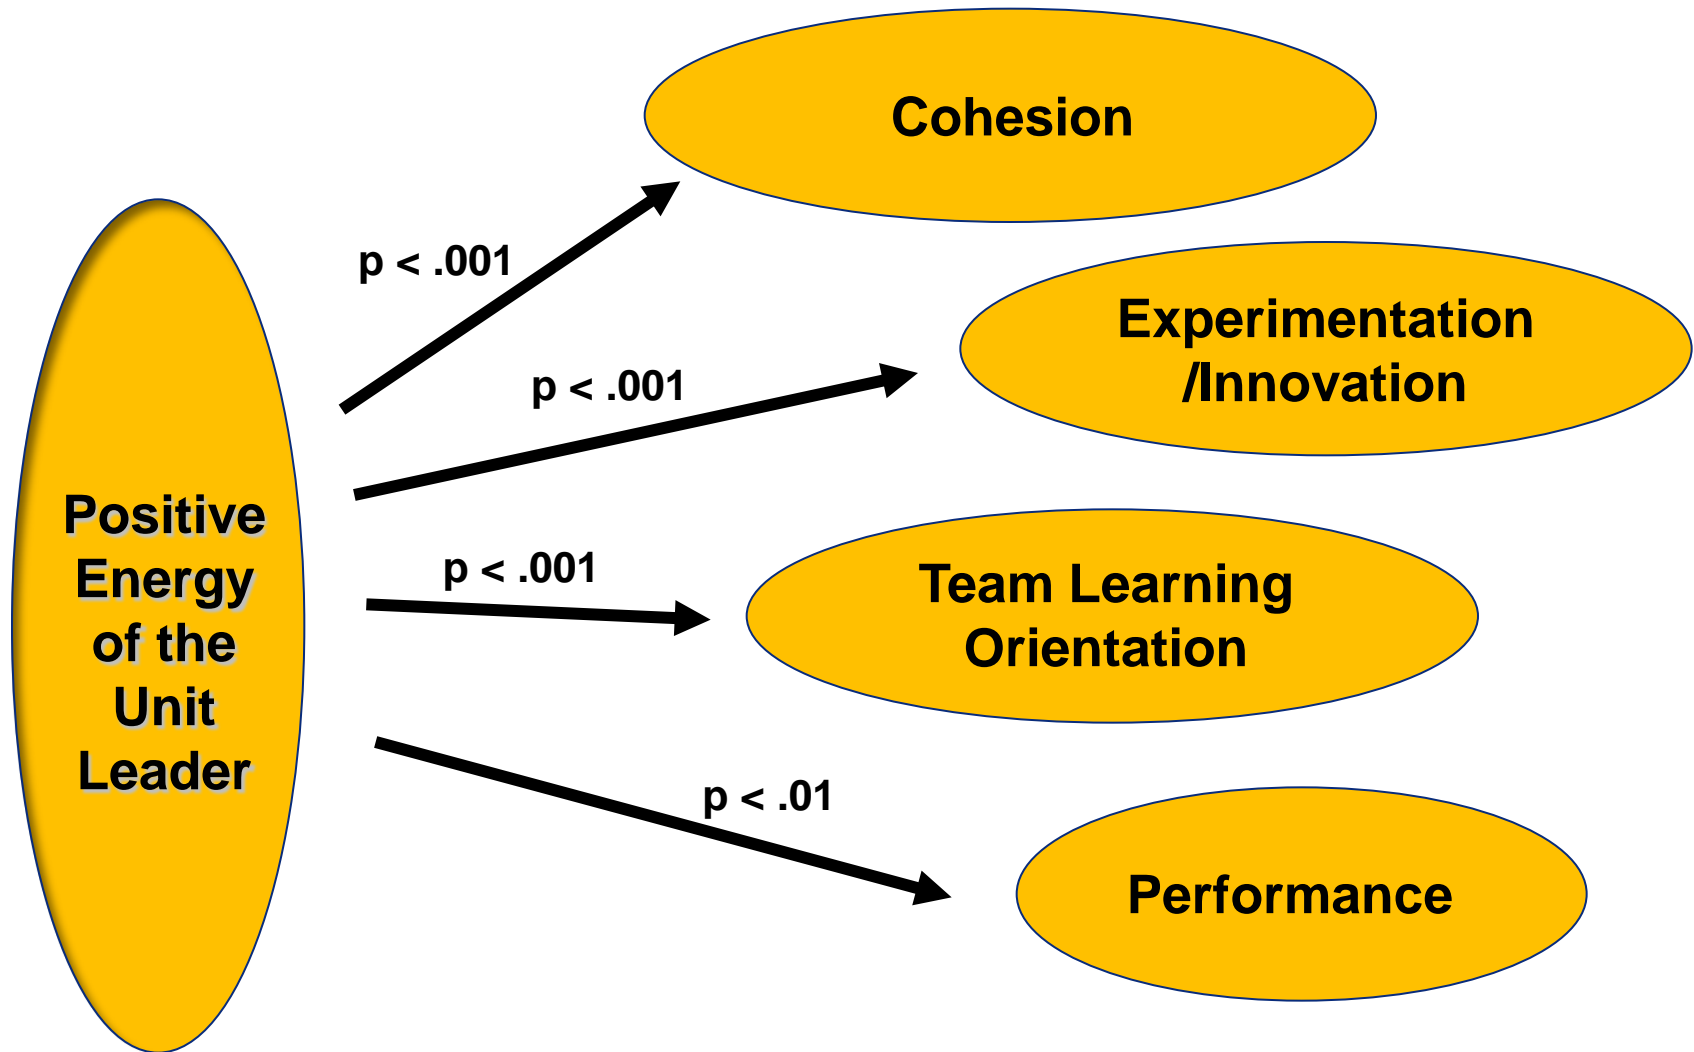 Cohesion
p < .001
Experimentation
/Innovation
p < .001
Positive
Energy
of the
Unit
Leader
p < .001
Team Learning
Orientation
p < .01
Performance